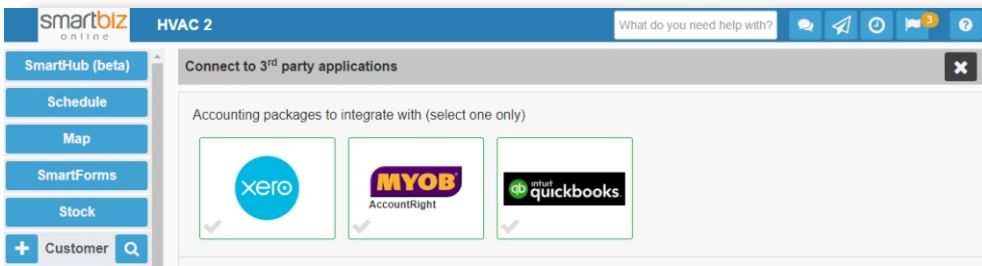 smartbiz
online
HVAC 2
What do you need help with?
3
?
SmartHub (beta)
Connect to 3rd party applications
Schedule
Accounting packages to integrate with (select one only)
Map
SmartForms
Stock
Customer
xero
MYOB
AccountRight
qb intuit quickbooks.